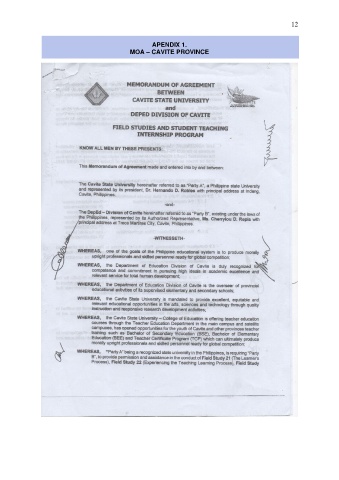 12
APENDIX 1.
MOA – CAVITE PROVINCE
MEMORANDUM OF AGREEMENT
BETWEEN
CAVITE STATE UNIVERSITY
and
DEPED DIVISION OF CAVITE
FIELD STUDIES AND STUDENT TEACHING
INTERNSHIP PROGRAM
KNOW ALL MEN BY THESE PRESENTS:
This Memorandum of Agreement made and entered into by and between:
The Cavite State University hereinafter referred to as "Party A", a Philippine state University
and represented by its president, Dr. Hernando D. Robles with principal address at Indang,
Cavite, Philippines.
-and-
The DepEd – Division of Cavite hereinafter referred to as "Party B", existing under the laws of
the Philippines, represented by its Authorized Representative, Ms. Cherrylou D. Repia with
principal address at Trece Martires City, Cavite, Philippines.
WITNESSETH:
WHEREAS, one of the goals of the Philippine educational system is to produce morally
upright professionals and skilled personnel ready for global competition;
WHEREAS, the Department of Education Division of Cavite is duly recognized for
competence and commitment in pursuing high ideals in academic excellence and
relevant service for total human development;
WHEREAS, the Department of Education Division of Cavite is the overseer of provincial
educational activities of its supervised elementary and secondary schools;
WHEREAS, the Cavite State University is mandated to provide excellent, equitable and
relevant educational opportunities in the arts, sciences and technology through quality
instruction and responsive research development activities;
WHEREAS, the Cavite State University – College of Education is offering teacher education
courses through the Teacher Education Department in the main campus and satellite
campuses, has opened opportunities for the youth of Cavite and other provinces teacher
training such as Bachelor of Secondary Education (BSE), Bachelor of Elementary
Education (BEE) and Teacher Certificate Program (TCP) which can ultimately produce
morally upright professionals and skilled personnel ready for global competition;
WHEREAS, "Party A" being a recognized state university in the Philippines, is requiring "Party
B", to provide permission and assistance in the conduct of Field Study 21 (The Learner's
Process), Field Study 22 (Experiencing the Teaching Learning Process), Field Study